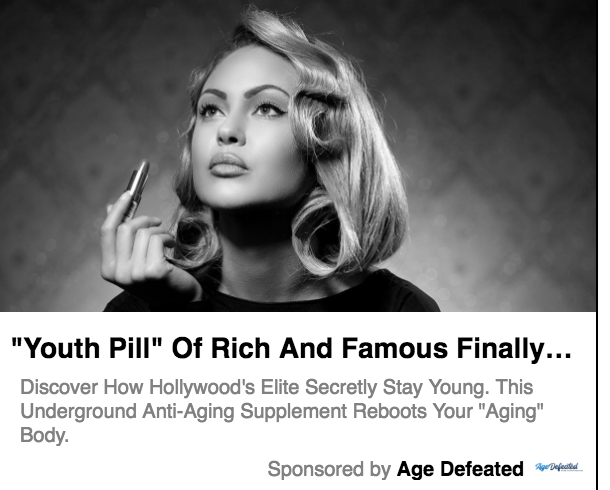 "Youth Pill" Of Rich And Famous Finally...
Discover How Hollywood's Elite Secretly Stay Young. This
Underground Anti-Aging Supplement Reboots Your "Aging"
Body.
Sponsored by Age Defeated
Age Defeated